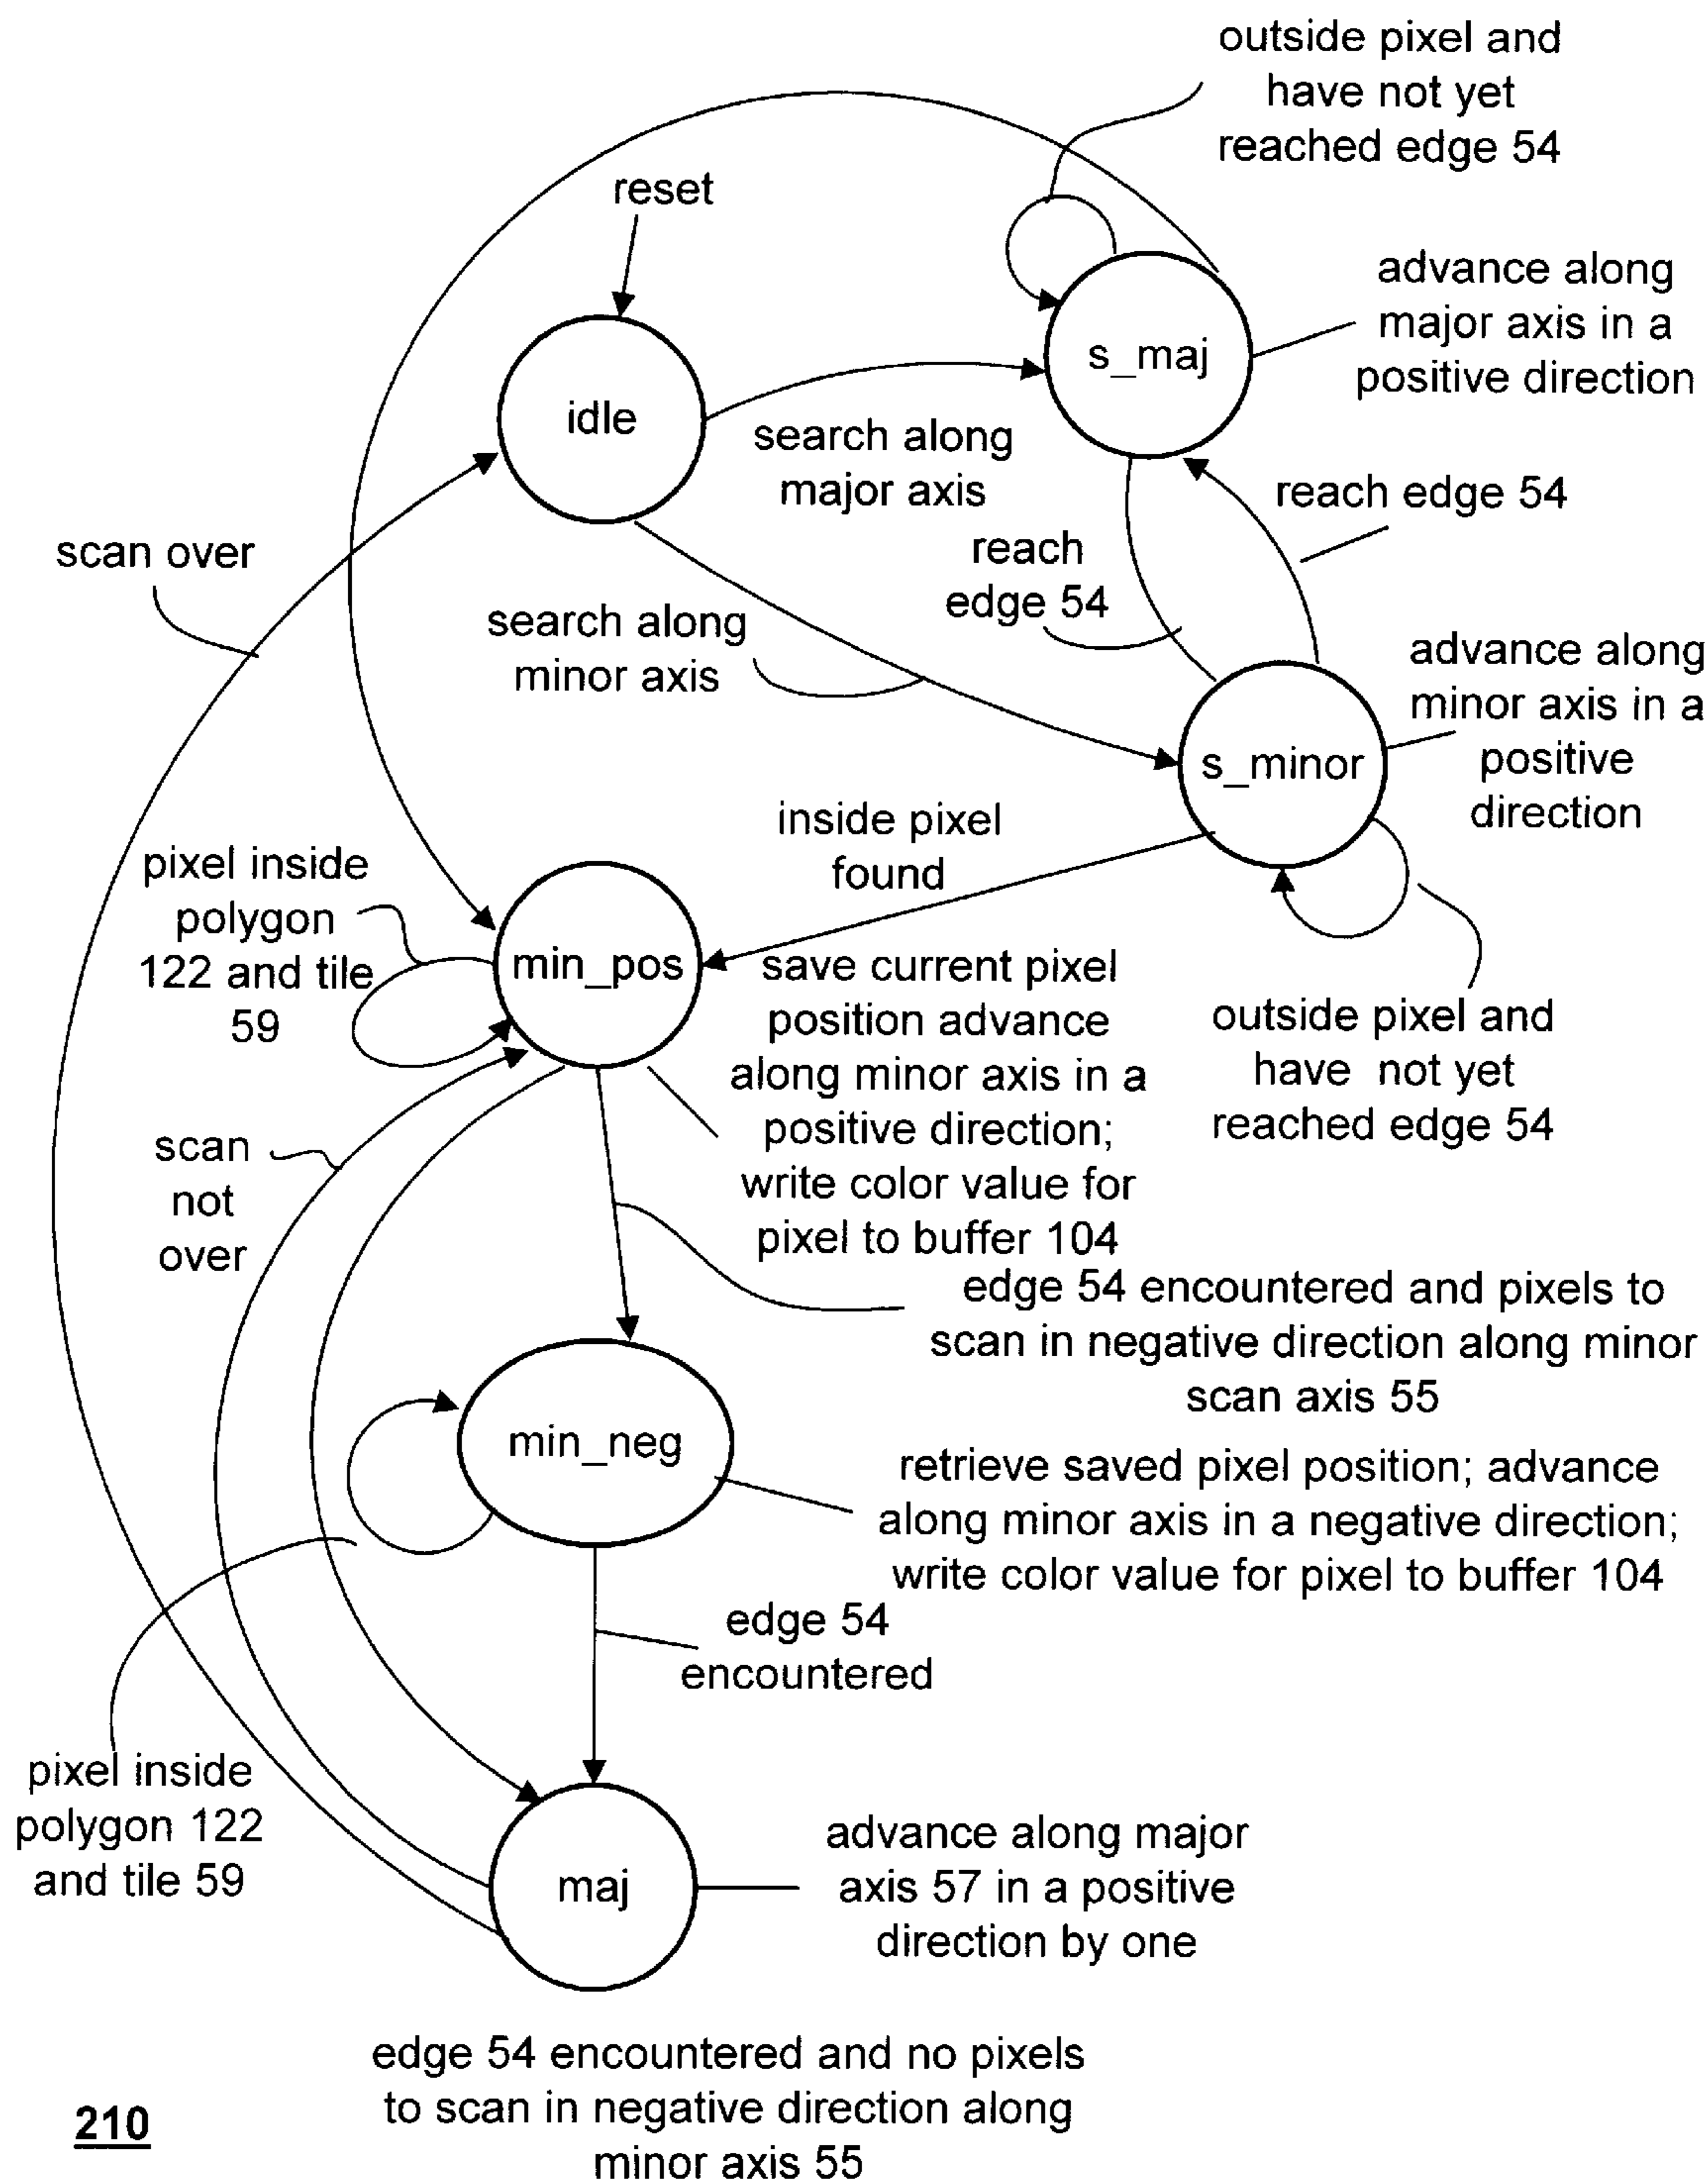 outside pixel and
have not yet
reached edge 54
reset
advance along
major axis in a
positive direction
s_maj
idle
search along
major axis
reach edge 54
scan over
reach
edge 54
search along
minor axis
advance along
minor axis in a
positive
direction
s_minor
inside pixel
found
pixel inside
polygon
122 and tile
59
min_pos
save current pixel
position advance
along minor axis in a
positive direction;
write color value for
pixel to buffer 104
outside pixel and
have not yet
reached edge 54
scan
not
over
edge 54 encountered and pixels to
scan in negative direction along minor
scan axis 55
min_neg
retrieve saved pixel position; advance
along minor axis in a negative direction;
write color value for pixel to buffer 104
edge 54
encountered
pixel inside
polygon 122
and tile 59
maj
advance along major
axis 57 in a positive
direction by one
edge 54 encountered and no pixels
to scan in negative direction along
minor axis 55
210